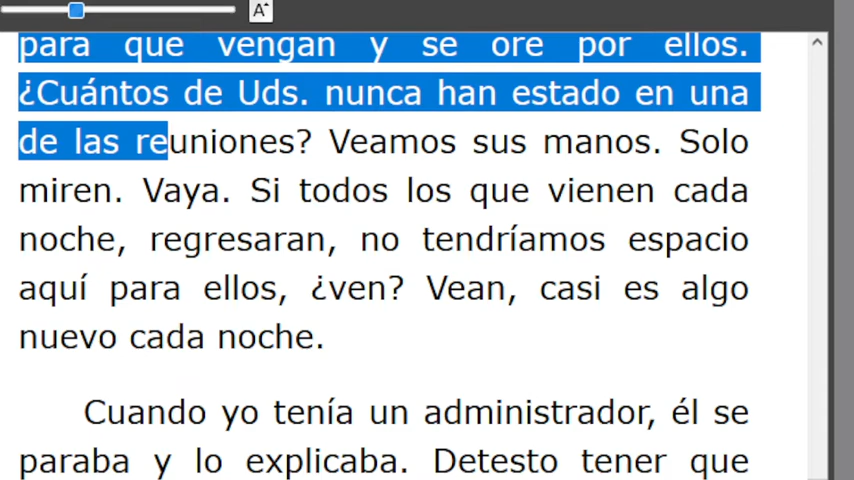 A
para que vengan y se ore por ellos.
¿Cuántos de Uds. nunca han estado en una
de las reuniones? Veamos sus manos. Solo
miren. Vaya. Si todos los que vienen cada
noche, regresaran, no tendríamos espacio
aquí para ellos, ¿ven? Vean, casi es algo
nuevo cada noche.
Cuando yo tenía un administrador, él se
paraba y lo explicaba. Detesto tener que